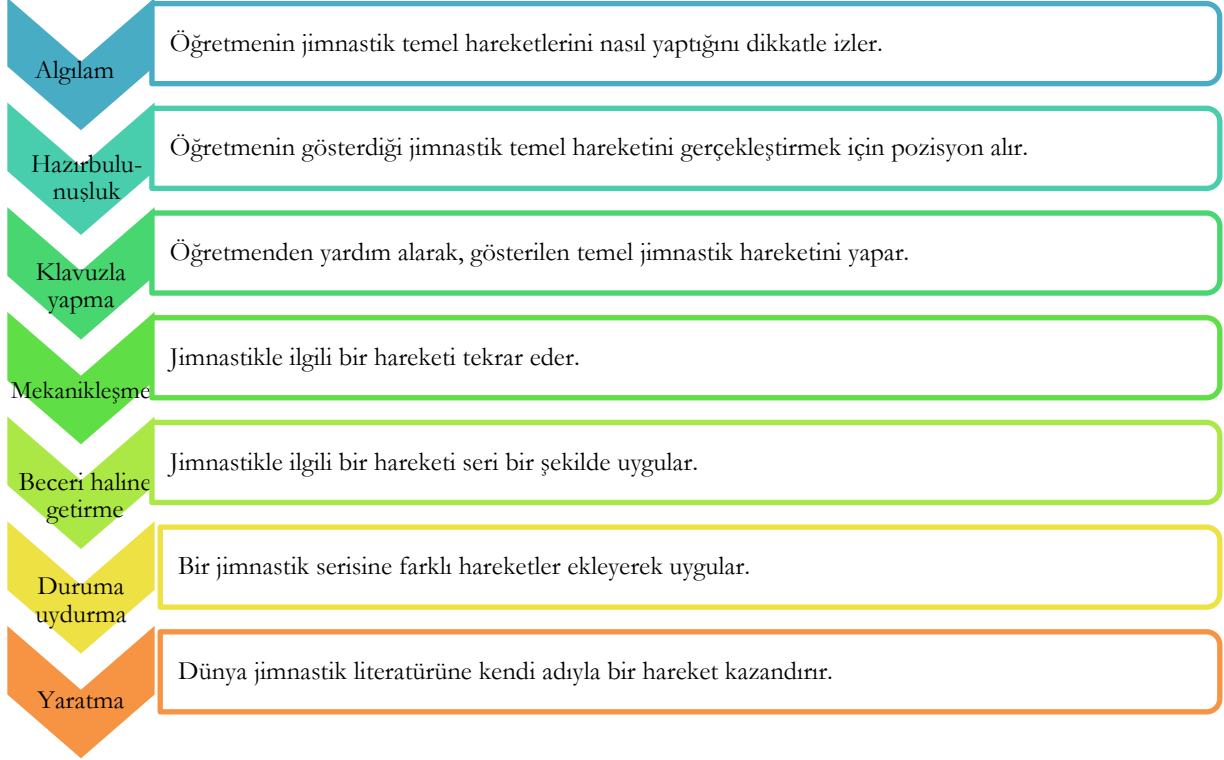 Algılam
Öğretmenin jimnastik temel hareketlerini nasıl yaptığını dikkatle izler.
Hazırbulu-
nuşluk
Öğretmenin gösterdiği jimnastik temel hareketini gerçekleştirmek için pozisyon alır.
Klavuzla
yapma
Öğretmenden yardım alarak, gösterilen temel jimnastik hareketini yapar.
Mekanikleşme
Jimnastikle ilgili bir hareketi tekrar eder.
Beceri haline
getirme
Jimnastikle ilgili bir hareketi seri bir şekilde uygular.
Duruma
uydurma
Bir jimnastik serisine farklı hareketler ekleyerek uygular.
Yaratma
Dünya jimnastik literatürüne kendi adıyla bir hareket kazandırır.